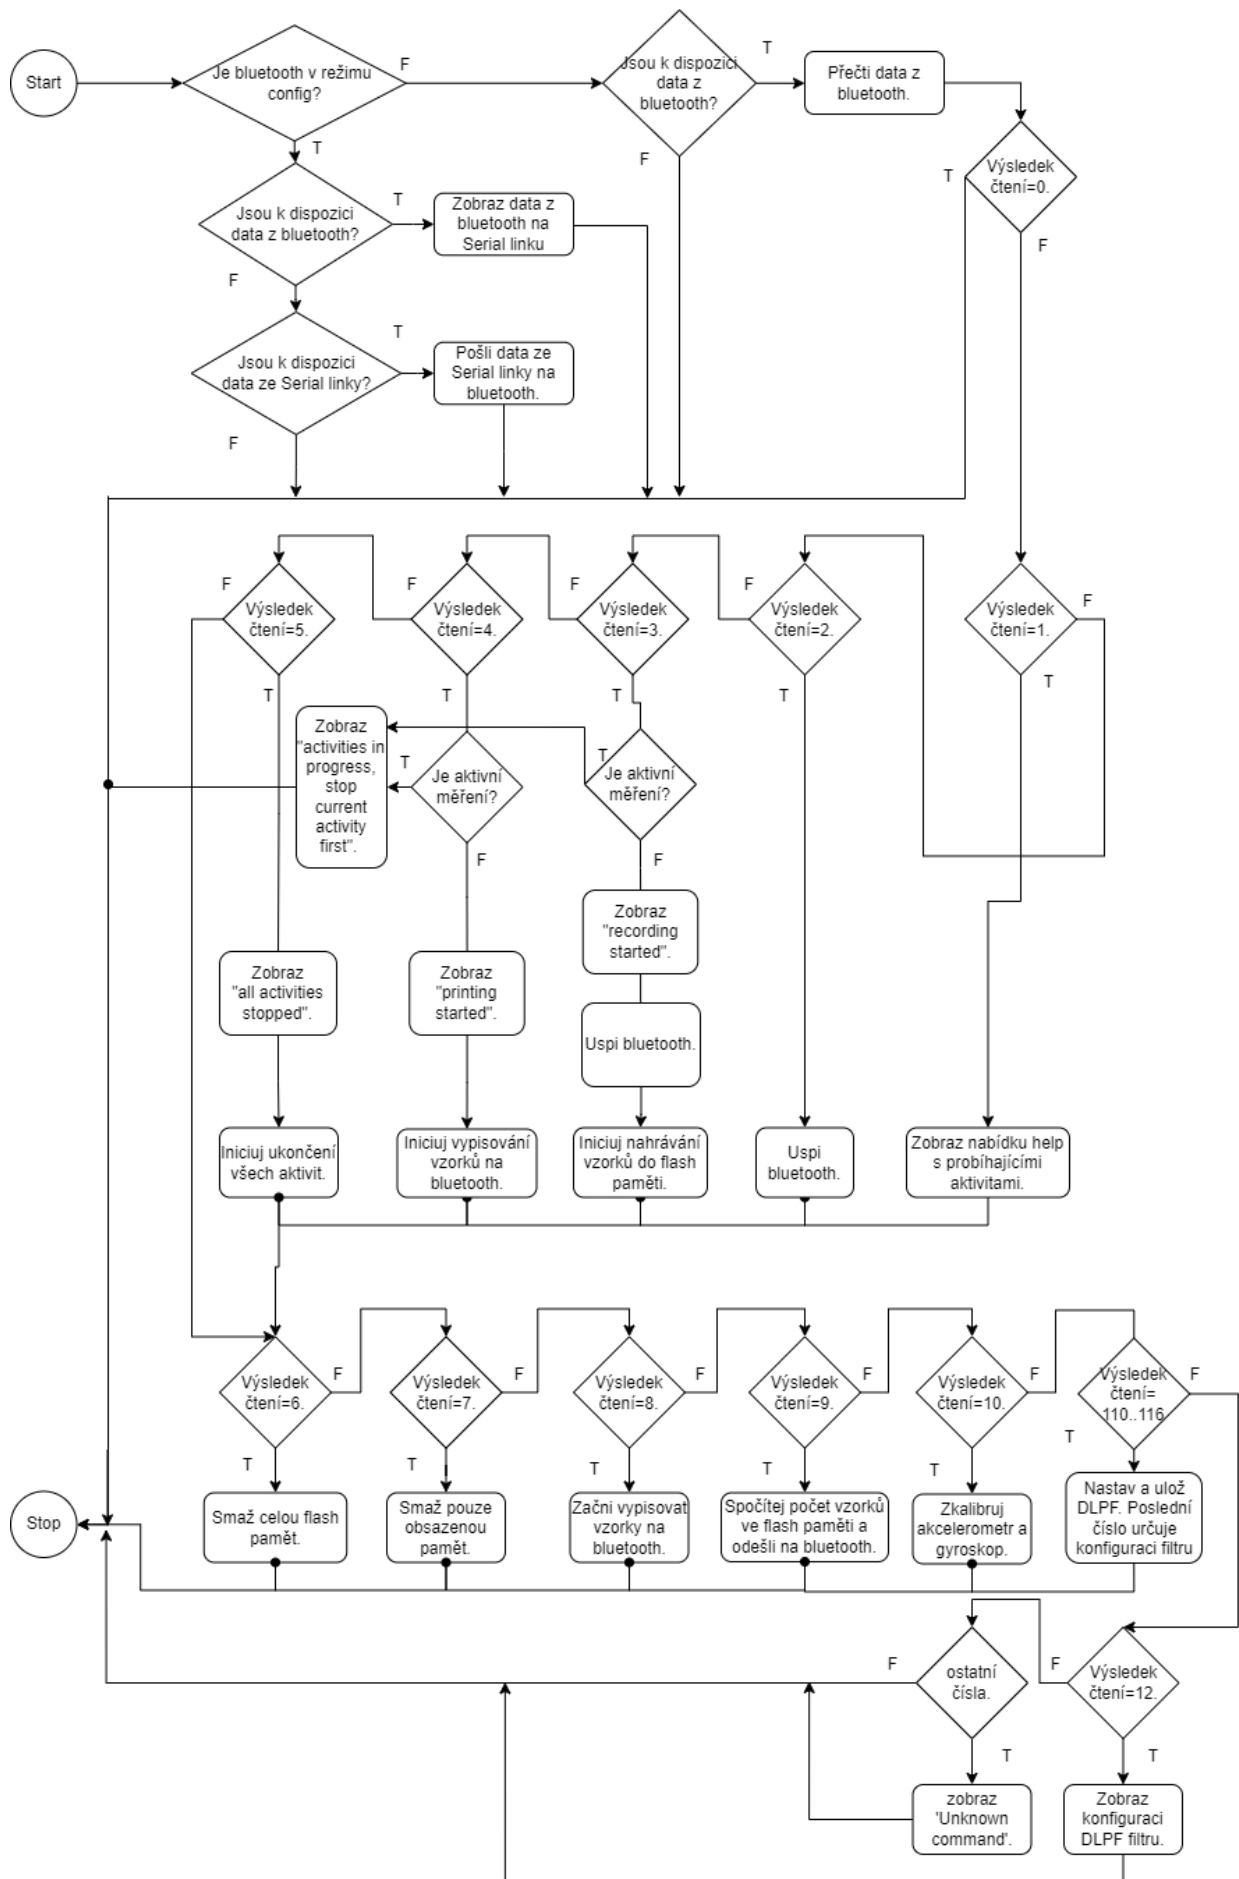 Start
Je bluetooth v režimu
config?
F
Jsou k dispozici
data z
bluetooth?
T
Přečti data z
bluetooth.
T
F
T
Výsledek
čtení=0.
F
Jsou k dispozici
data z bluetooth?
T
Zobraz data z
bluetooth na
Serial linku
F
Jsou k dispozici
data ze Serial linky?
T
Pošli data ze
Serial linky na
bluetooth.
F
F
Výsledek
čtení=5.
F
Výsledek
čtení=4.
F
Výsledek
čtení=3.
F
Výsledek
čtení=2.
Výsledek
čtení=1.
F
T
T
T
T
T
Zobraz
"activities in
progress,
stop
current
activity
first".
T
Je aktivní
měření?
T
Je aktivní
měření?
F
F
Zobraz
"recording
started".
Zobraz
"all activities
stopped".
Zobraz
"printing
started".
Uspi bluetooth.
Iniciuj ukončení
všech aktivit.
Iniciuj vypisování
vzorků na
bluetooth.
Iniciuj nahrávání
vzorků do flash
paměti.
Uspi
bluetooth.
Zobraz nabídku help
s probíhajícími
aktivitami.
Výsledek
čtení=6.
F
Výsledek
čtení=7.
F
Výsledek
čtení=8.
F
Výsledek
čtení=9.
F
Výsledek
čtení=10.
F
Výsledek
čtení=
110..116
F
T
T
T
T
T
T
Stop
Smaž celou flash
pamět.
Smaž pouze
obsazenou
pamět.
Začni vypisovat
vzorky na
bluetooth.
Spočítej počet vzorků
ve flash paměti a
odešli na bluetooth.
Zkalibruj
akcelerometr a
gyroskop.
Nastav a ulož
DLPF. Poslední
číslo určuje
konfiguraci filtru
F
ostatní
čísla.
F
Výsledek
čtení=12.
T
T
zobraz
'Unknown
command'.
Zobraz
konfiguraci
DLPF filtru.